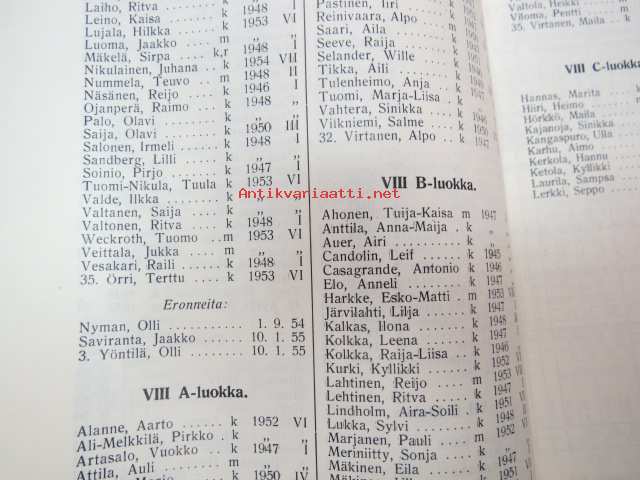 Laiho, Ritva . . . . k 1948 I
Leino, Kaisa . . . . k 1953 VI
Lujala, Hilkka . . . . k „ „
Luoma, Jaakko . . m 1948 I
Mäkelä, Sirpa . . . k,r 1954 VII
Nikulainen, Juhana . k 1948 II
Nummela, Teuvo . . m 1946
Näsänen, Reijo . . . k 1948 „
Ojanperä, Raimo . . k
Palo, Olavi . . . . . k
Saija, Olavi . . . . . k 1950 III
Salonen, Irmeli . . . k 1948 I
Sandberg, Lilli . . . k „ „
Soinio, Pirjo . . . . k 1947 I
Tuomi-Nikula, Tuula k 1953 VI
Valde, Ilkka . . . . k „ „
Valtanen, Saija . . . k „ „
Valtonen, Ritva . . . k 1948 I
Weckroth, Tuomo . . m 1953 VI
Veittala, Jukka . . . m „ „
Vesakari, Raili . . . k 1948 I
35. Örri, Terttu . . . k 1953 VI
Eronneita:
Nyman, Olli . . . . . 1. 9. 54
Saviranta, Jaakko . . 10. 1. 55
3. Yöntilä, Olli . . . 10. 1. 55
VIII A-luokka.
Alanne, Aarto . . . k 1952 VI
Ali-Melkkilä, Pirkko . k „ „
Artasalo, Vuokko . . k 1947 I
Attila, Auli . . . . m „ „
k 1950 IV
Pastinen, Iiri
Reinivaara, Alpo . . k
Saari, Aila . . . . m
Seeve, Raija . . . . k
Selander, Wille . . . k
Tikka, Aili . . . . . k
Tulenheimo, Anja . . k
Tuomi, Marja-Liisa . k 1947
Vahtera, Sinikka . . k
Viikniemi, Salme . . k 1946
32. Virtanen, Alpo . . k 1950
VIII B-luokka.
Ahonen, Tuija-Kaisa m 1947
Anttila, Anna-Maija . k „
Auer, Airi . . . . . k „
Candolin, Leif . . . k 1945
Casagrande, Antonio k 1946
Elo, Anneli . . . . k „
Harkke, Esko-Matti . m 1953
Järvilahti, Lilja . . k 1947
Kalkas, Ilona . . . k 1948
Kolkka, Leena . . . k 1947
Kolkka, Raija-Liisa . k 1946
Kurki, Kyllikki . . . k 1952
Lahtinen, Reijo . . . m 1953
Lehtinen, Ritva . . . k 1947
Lindholm, Aira-Soili . k 1951
Lukka, Sylvi . . . . k 1948
Marjanen, Pauli . . . m 1952
Meriniitty, Sonja . . k „
Mäkinen, Eila . . . k 1947
Mäkinen, Lilli . . . k 1951
Valtola, Heikki
Viloma, Pentti . . m
35. Virtanen, Maila . k
VIII C-luokka.
Hannas, Marita . . k
Hiiri, Heimo . . . . k
Hörkkö, Maila . . . k
Kajanoja, Sinikka . . k
Kangaspuro, Ulla . . k
Karhu, Aimo . . . . k
Kerkola, Hannu . . . k
Ketola, Kyllikki . . k
Laurila, Sampsa . . k
Lerkki, Seppo . . . k
Antikvariaatti.net